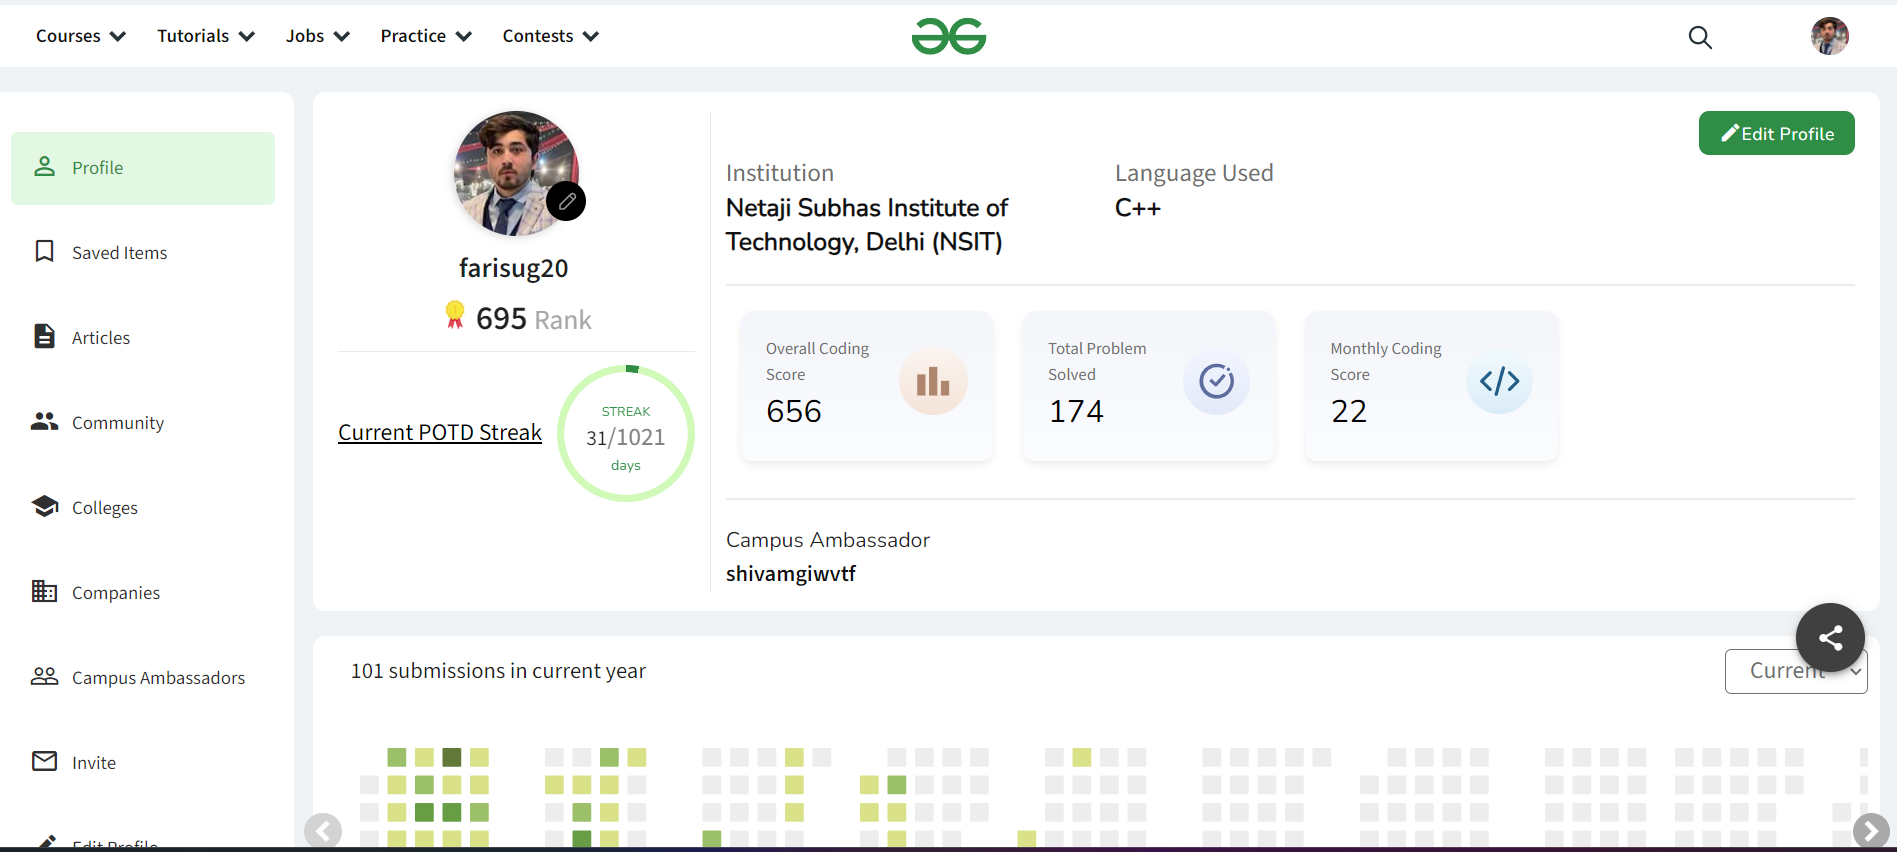 Courses
Tutorials
Jobs
Practice
Contests
Profile
Saved Items
Articles
Community
Colleges
Companies
Campus Ambassadors
Invite
Edit Profile
farisug20
695 Rank
Current POTD Streak
STREAK
31/1021
days
Edit Profile
Institution
Netaji Subhas Institute of
Technology, Delhi (NSIT)
Language Used
C++
Overall Coding
Score
656
Total Problem
Solved
174
Monthly Coding
Score
22
Campus Ambassador
shivamgiwvtf
101 submissions in current year
Current